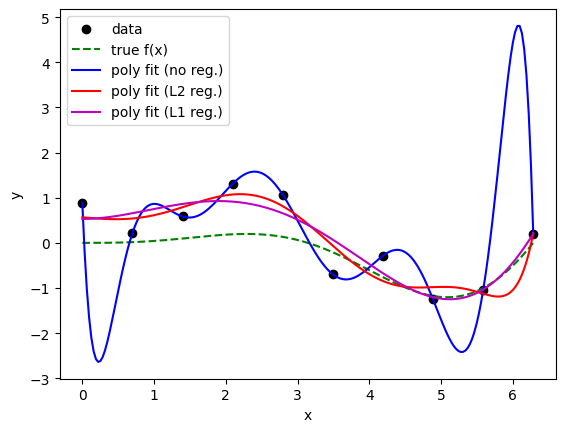 data
true f(x)
poly fit (no reg.)
poly fit (L2 reg.)
poly fit (L1 reg.)
5
4
3
2
1
0
−1
−2
−3
y
0 1 2 3 4 5 6
x